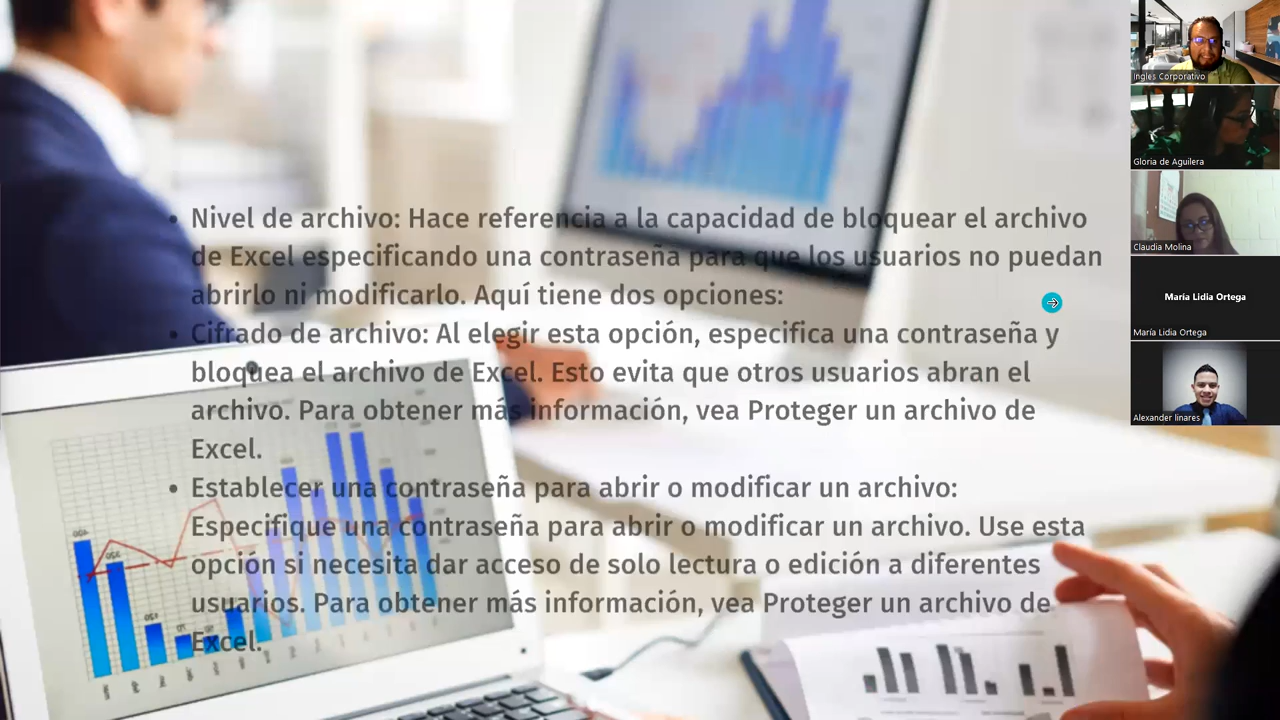 • Nivel de archivo: Hace referencia a la capacidad de bloquear el archivo
de Excel especificando una contraseña para que los usuarios no puedan
abrirlo ni modificarlo. Aquí tiene dos opciones:
• Cifrado de archivo: Al elegir esta opción, especifica una contraseña y
bloquea el archivo de Excel. Esto evita que otros usuarios abran el
archivo. Para obtener más información, vea Proteger un archivo de
Excel.
• Establecer una contraseña para abrir o modificar un archivo:
Especifique una contraseña para abrir o modificar un archivo. Use esta
opción si necesita dar acceso de solo lectura o edición a diferentes
usuarios. Para obtener más información, vea Proteger un archivo de
Excel.
Ingles Corporativo
Gloria de Aguilera
Claudia Molina
María Lidia Ortega
María Lidia Ortega
Alexander linares